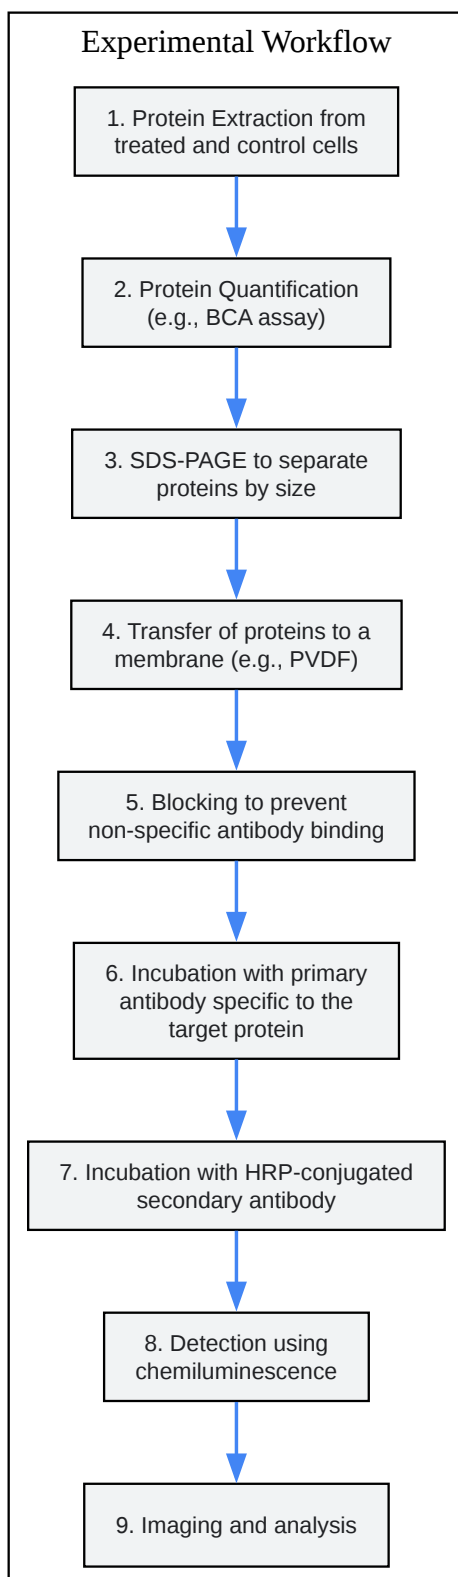 Experimental Workflow
1. Protein Extraction from
treated and control cells
2. Protein Quantification
(e.g., BCA assay)
3. SDS-PAGE to separate
proteins by size
4. Transfer of proteins to a
membrane (e.g., PVDF)
5. Blocking to prevent
non-specific antibody binding
6. Incubation with primary
antibody specific to the
target protein
7. Incubation with HRP-conjugated
secondary antibody
8. Detection using
chemiluminescence
9. Imaging and analysis